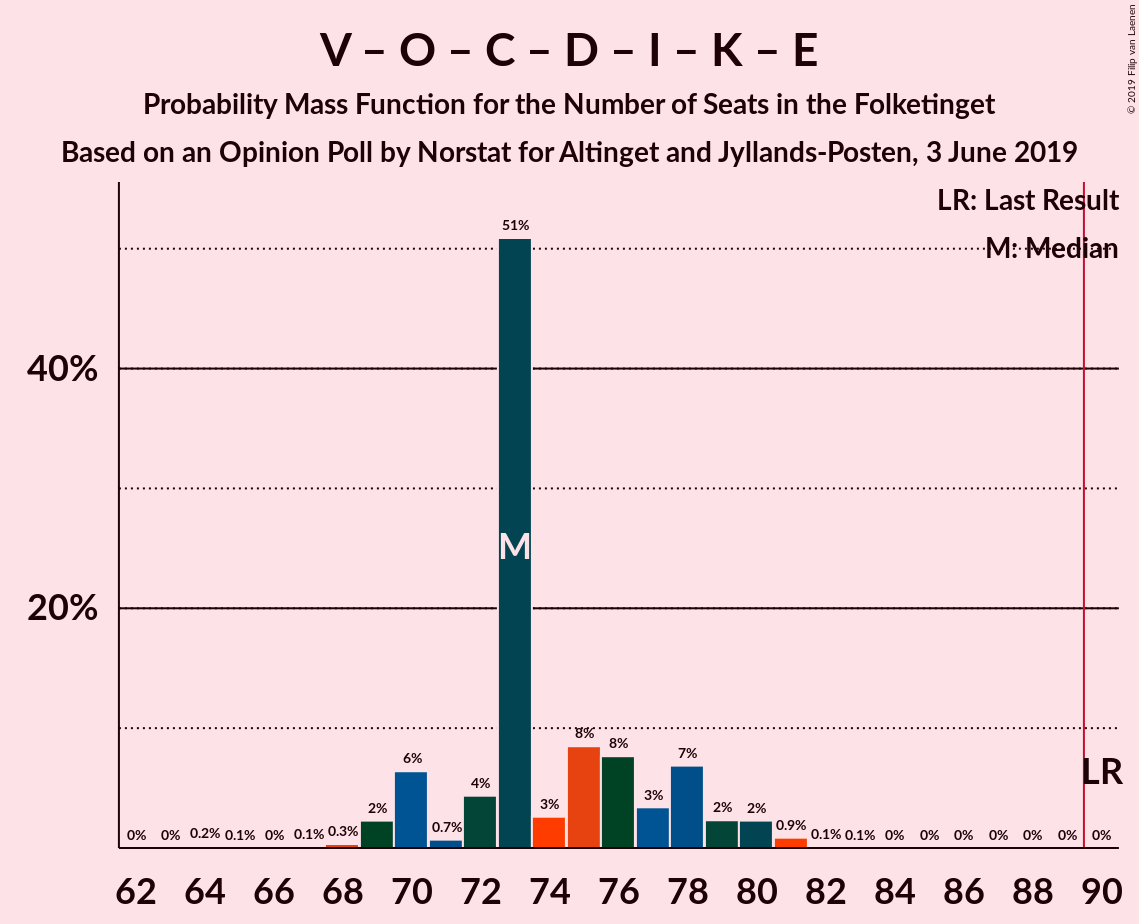 V – O – C – D – I – K – E
Probability Mass Function for the Number of Seats in the Folketinget
Based on an Opinion Poll by Norstat for Altinget and Jyllands-Posten, 3 June 2019
© 2019 Filip van Laenen
LR: Last Result
M: Median
51%
40%
20%
M
LR
0% 0% 0.2% 0.1% 0% 0.1% 0.3% 2% 6% 0.7% 4% 3% 8% 8% 3% 7% 2% 2% 0.9% 0.1% 0.1% 0% 0% 0% 0% 0% 0% 0%
62 64 66 68 70 72 74 76 78 80 82 84 86 88 90